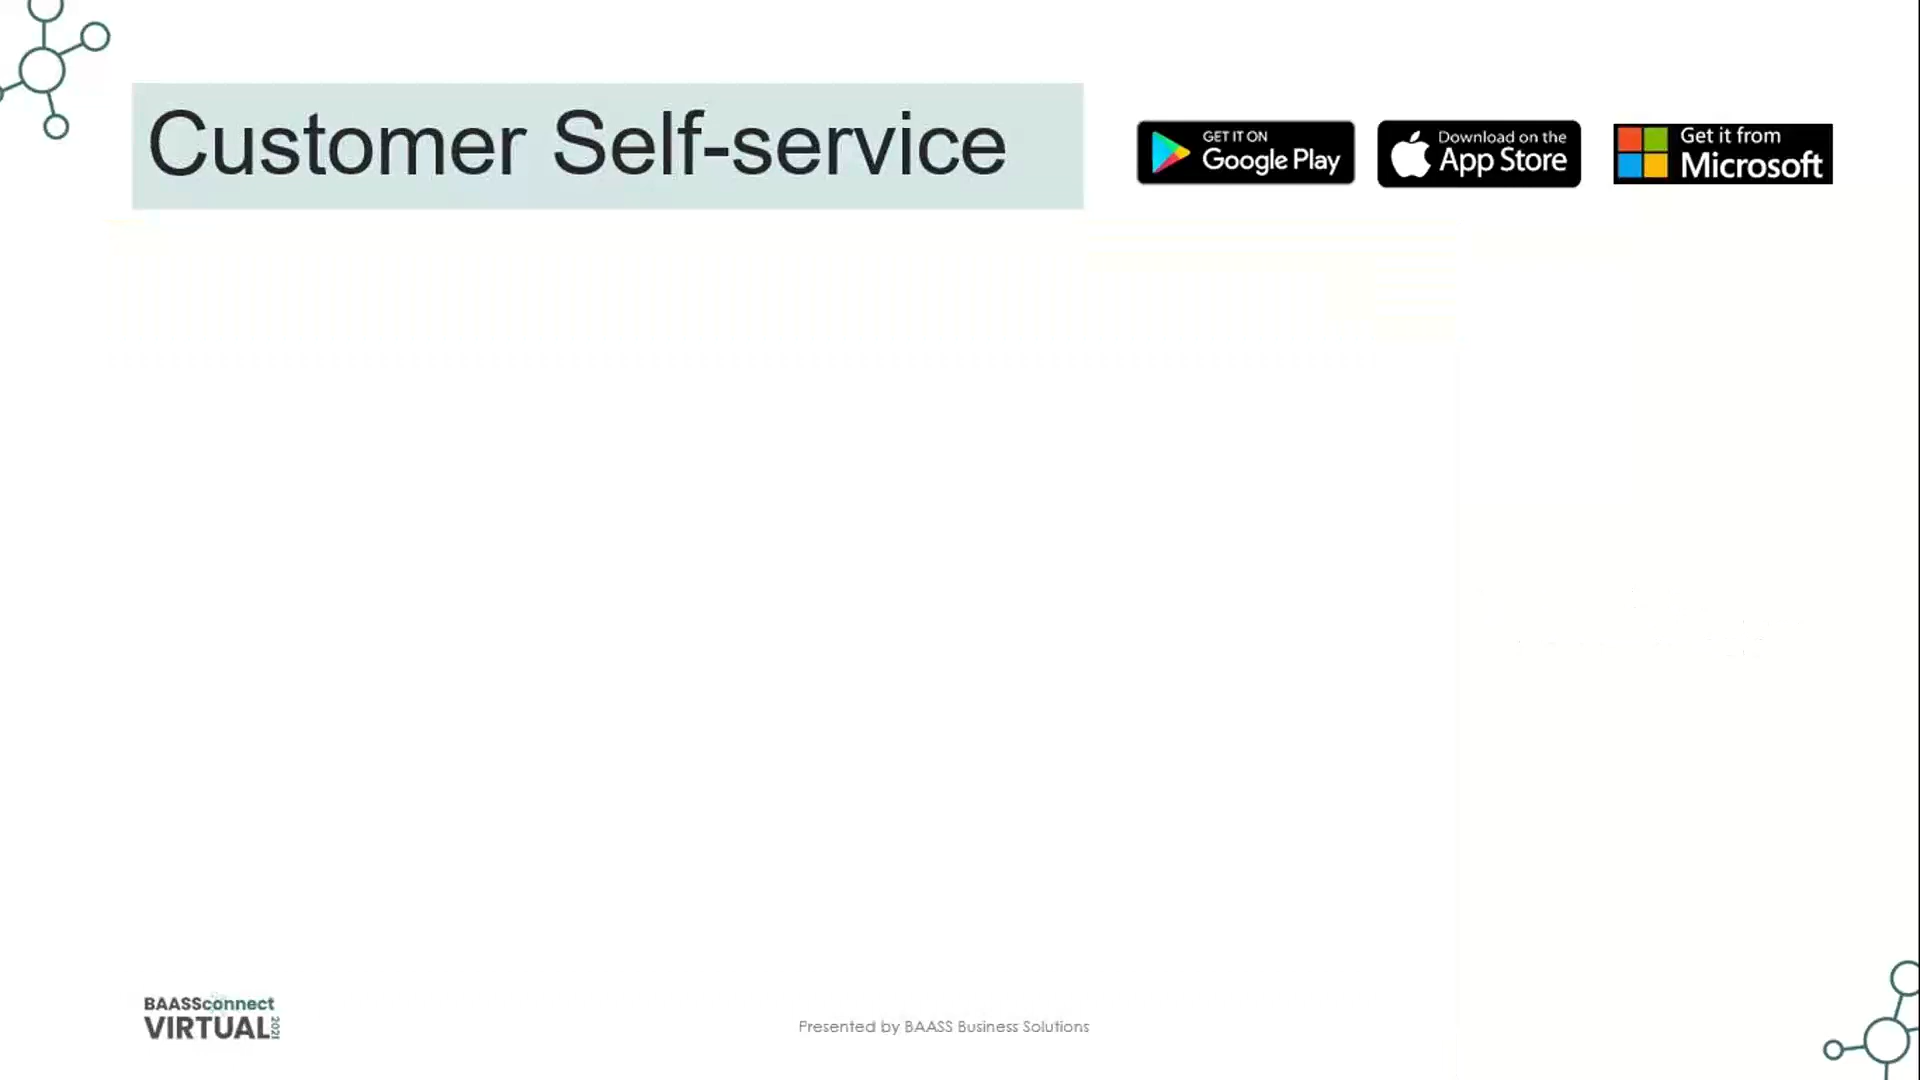 Customer Self-service
GET IT ON
Google Play
Download on the
App Store
Get it from
Microsoft
BAASSconnect
VIRTUAL 2021
Presented by BAASS Business Solutions